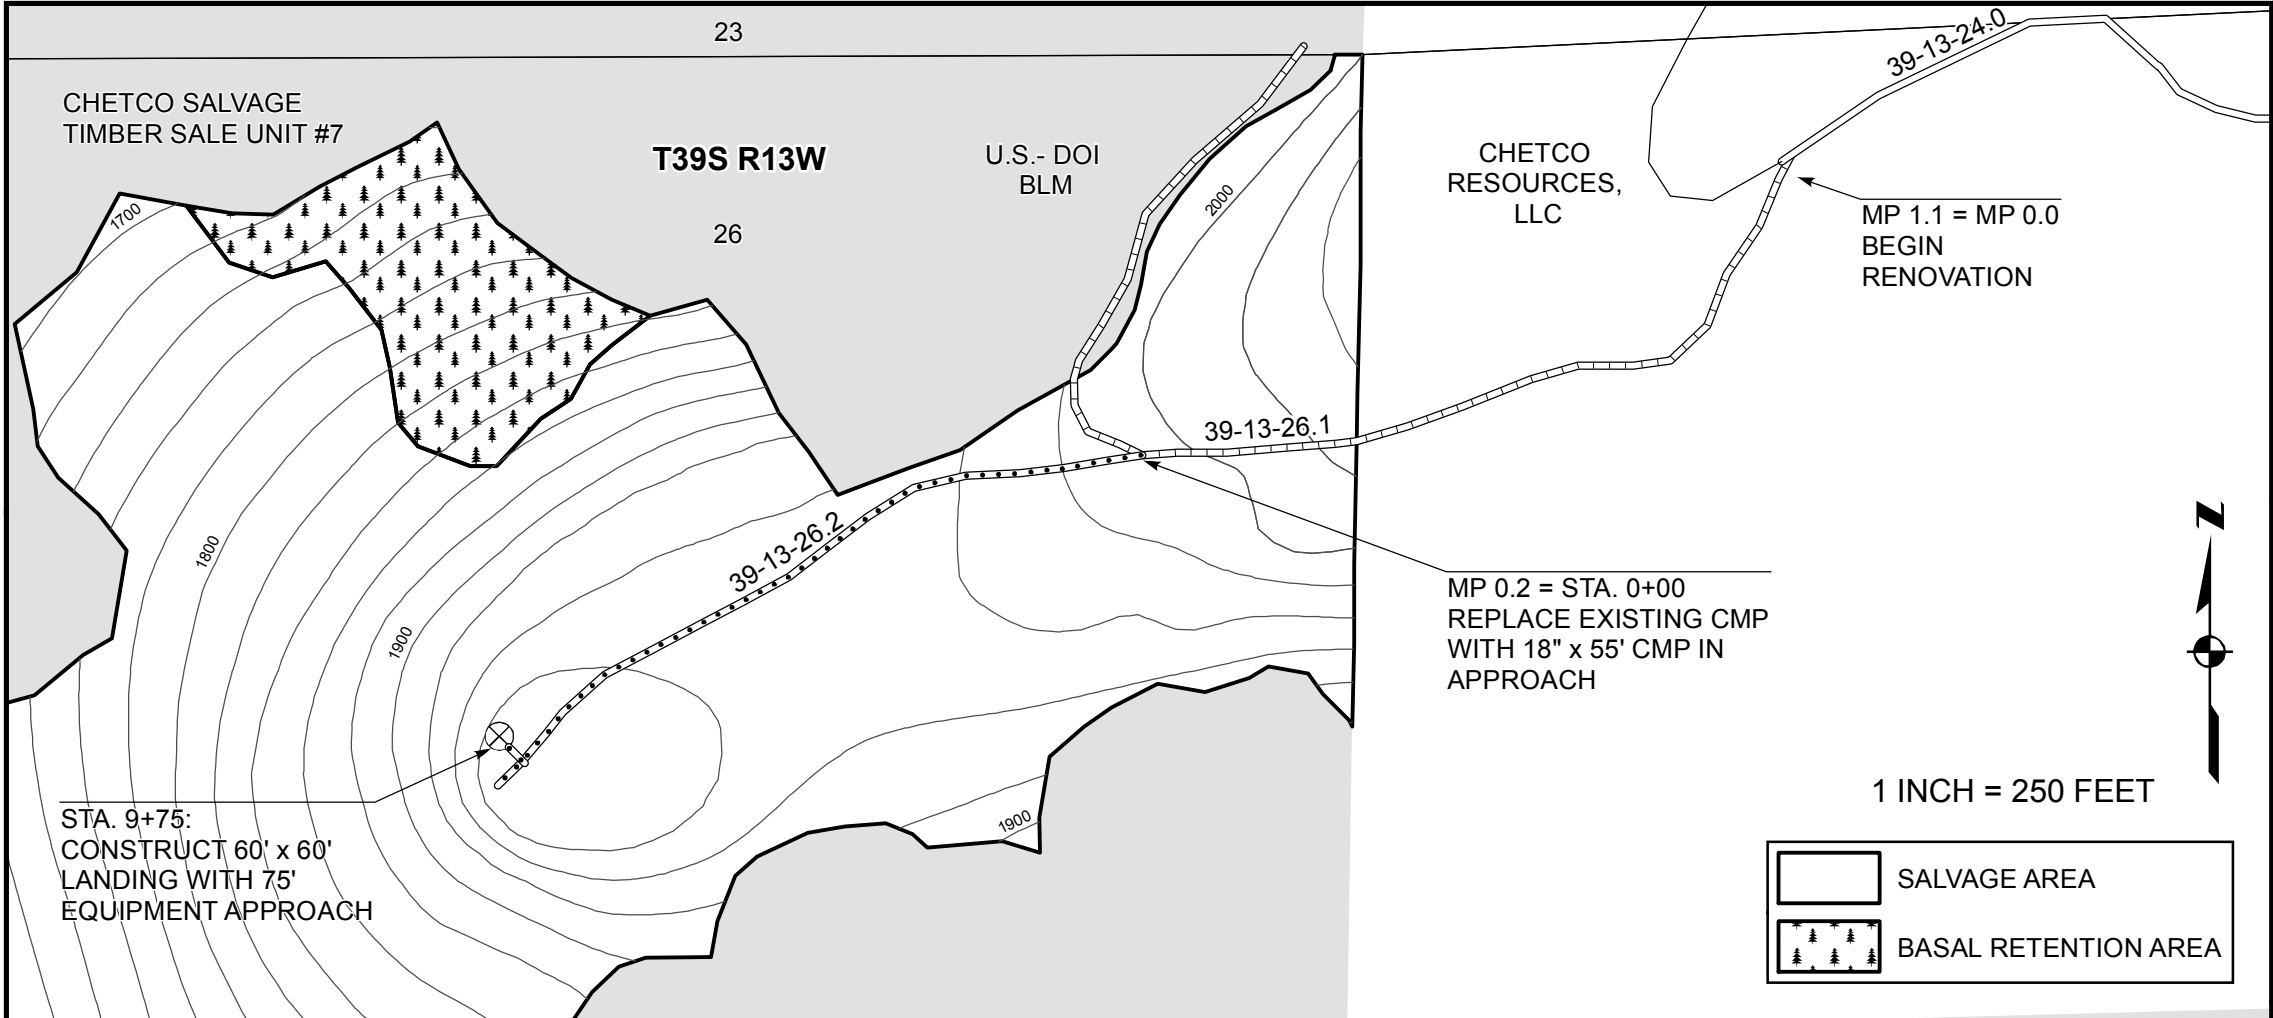 23
CHETCO SALVAGE
TIMBER SALE UNIT #7
T39S R13W
26
U.S.- DOI
BLM
CHETCO
RESOURCES,
LLC
39-13-24.0
MP 1.1 = MP 0.0
BEGIN
RENOVATION
1700
2000
39-13-26.1
39-13-26.2
1800
1900
MP 0.2 = STA. 0+00
REPLACE EXISTING CMP
WITH 18" x 55' CMP IN
APPROACH
STA. 9+75:
CONSTRUCT 60' x 60'
LANDING WITH 75'
EQUIPMENT APPROACH
1900
Z
1 INCH = 250 FEET
SALVAGE AREA
BASAL RETENTION AREA